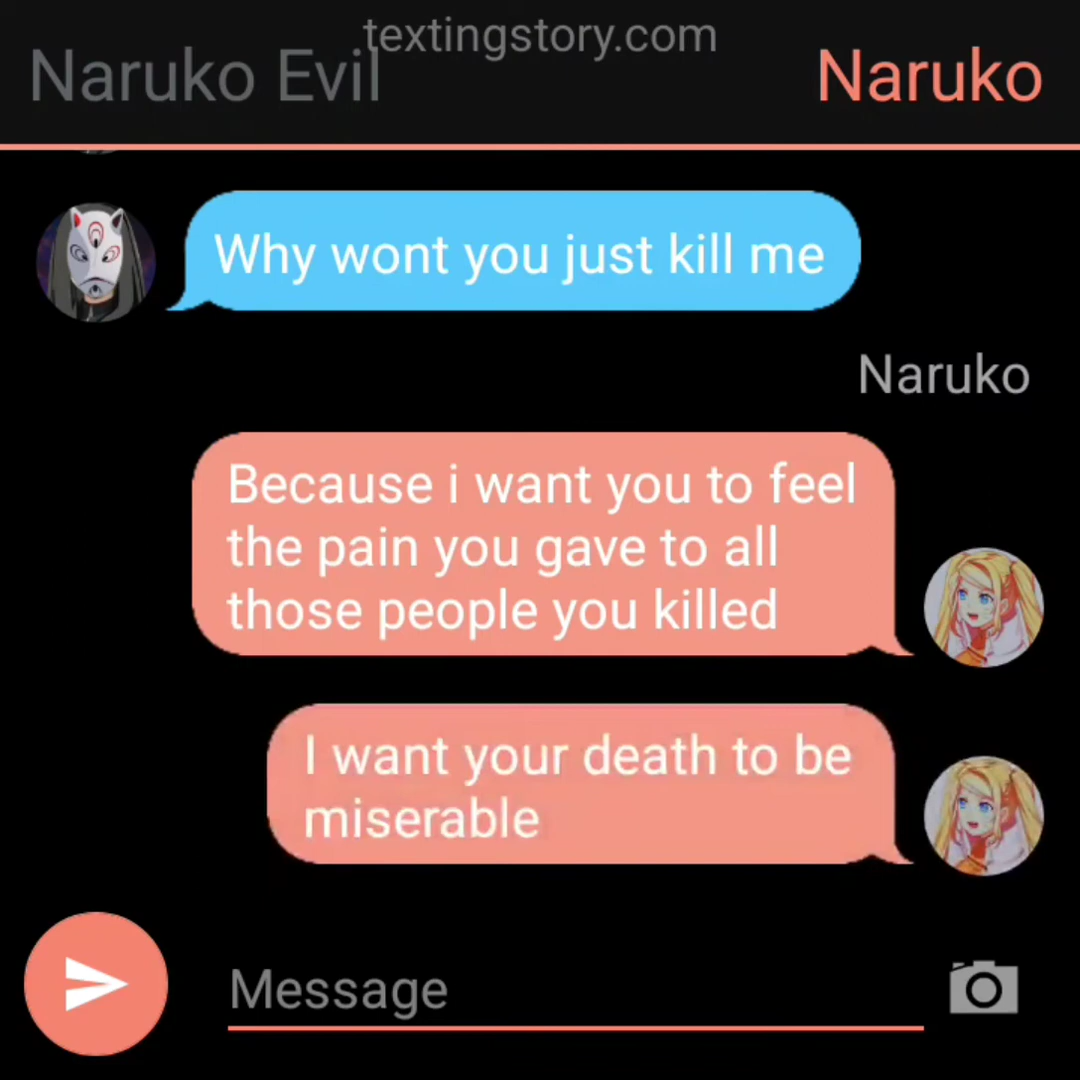 textingstory.com
Naruko Evil
Naruko
Why wont you just kill me
Naruko
Because i want you to feel
the pain you gave to all
those people you killed
I want your death to be
miserable
Message